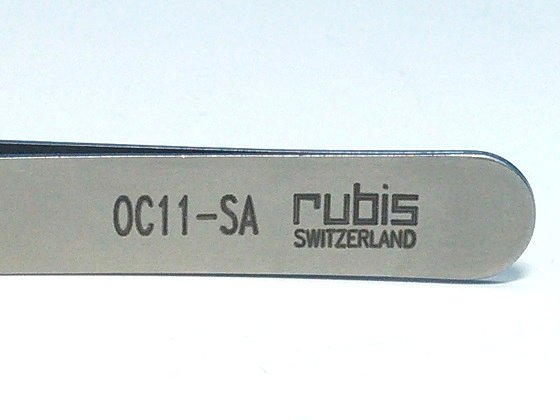 OC11-SA
rubis
SWITZERLAND